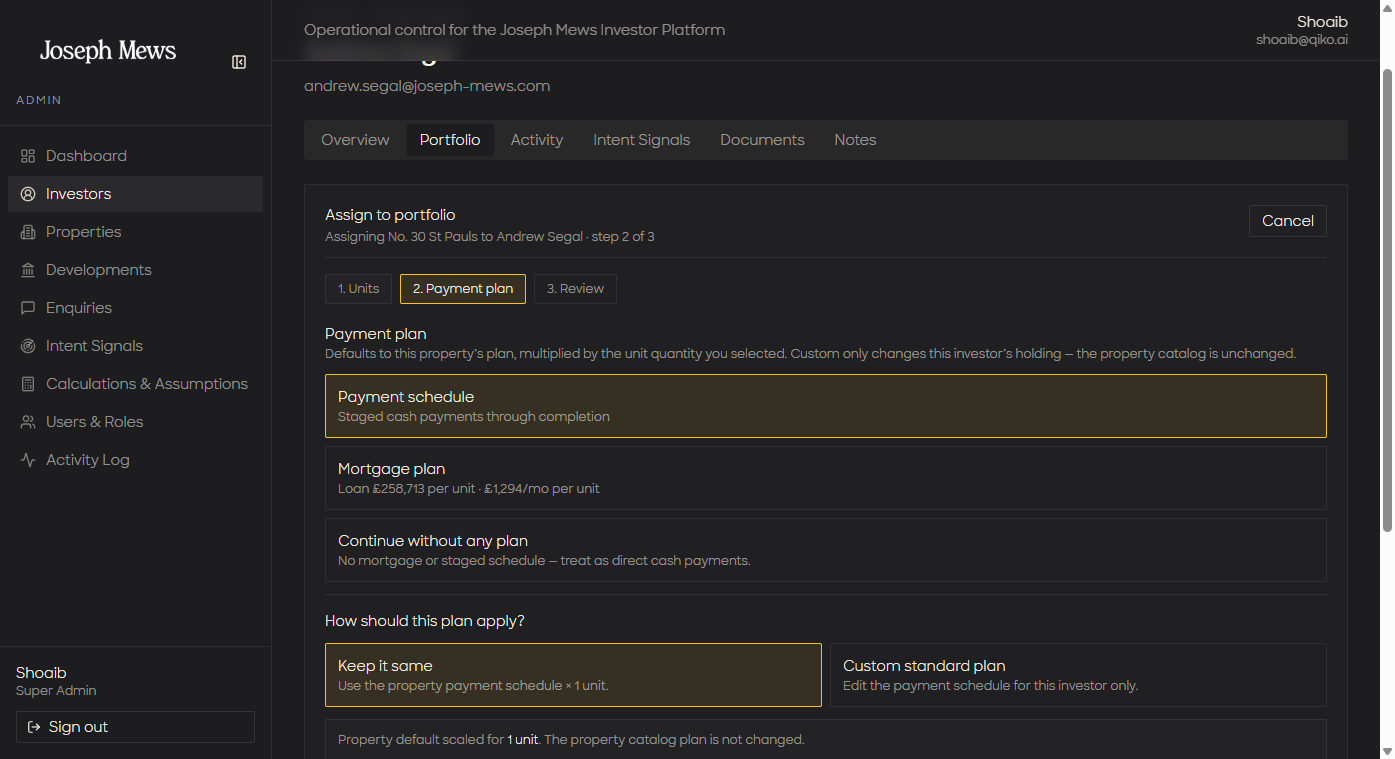 Joseph Mews
ADMIN
Dashboard
Investors
Properties
Developments
Enquiries
Intent Signals
Calculations & Assumptions
Users & Roles
Activity Log
Shoaib
Super Admin
Sign out
Operational control for the Joseph Mews Investor Platform
Shoaib
shoaib@qiko.ai
andrew.segal@joseph-mews.com
Overview Portfolio Activity Intent Signals Documents Notes
Assign to portfolio
Assigning No. 30 St Pauls to Andrew Segal · step 2 of 3
Cancel
1. Units 2. Payment plan 3. Review
Payment plan
Defaults to this property’s plan, multiplied by the unit quantity you selected. Custom only changes this investor’s holding — the property catalog is unchanged.
Payment schedule
Staged cash payments through completion
Mortgage plan
Loan £258,713 per unit · £1,294/mo per unit
Continue without any plan
No mortgage or staged schedule — treat as direct cash payments.
How should this plan apply?
Keep it same
Use the property payment schedule × 1 unit.
Custom standard plan
Edit the payment schedule for this investor only.
Property default scaled for 1 unit. The property catalog plan is not changed.